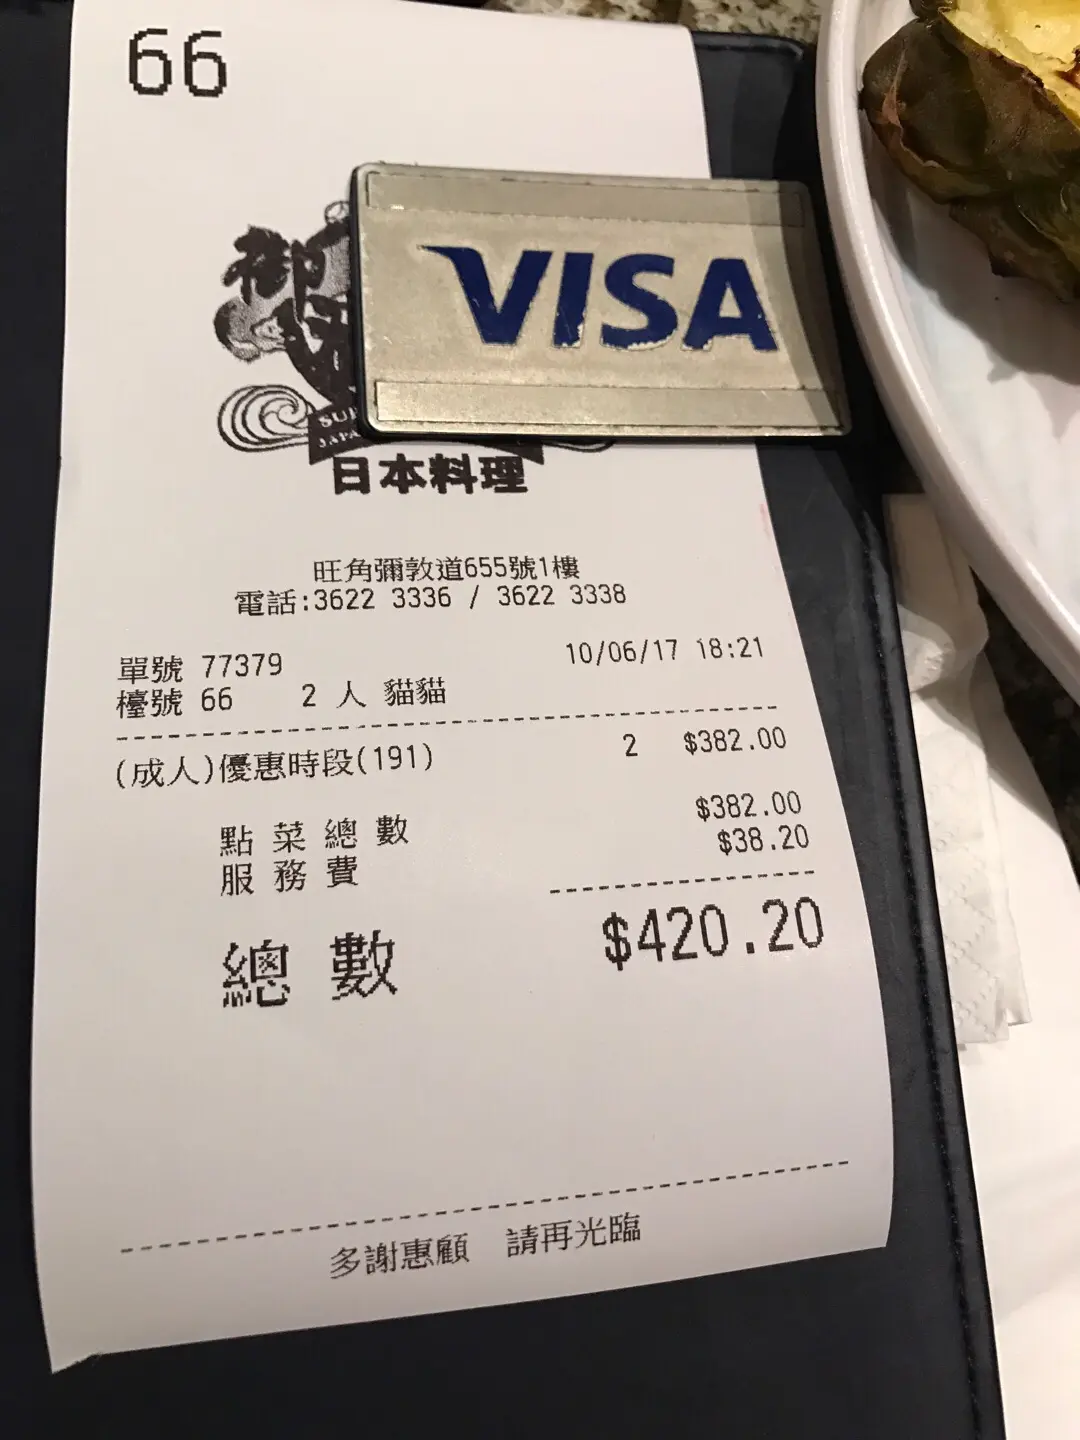 66
VISA
御
日本料理
旺角彌敦道655號1樓
電話:3622 3336 / 3622 3338
單號 77379 10/06/17 18:21
檯號 66 2 人 貓貓
(成人)優惠時段(191) 2 $382.00
點菜總數 $382.00
服務費 $38.20
總數 $420.20
多謝惠顧 請再光臨